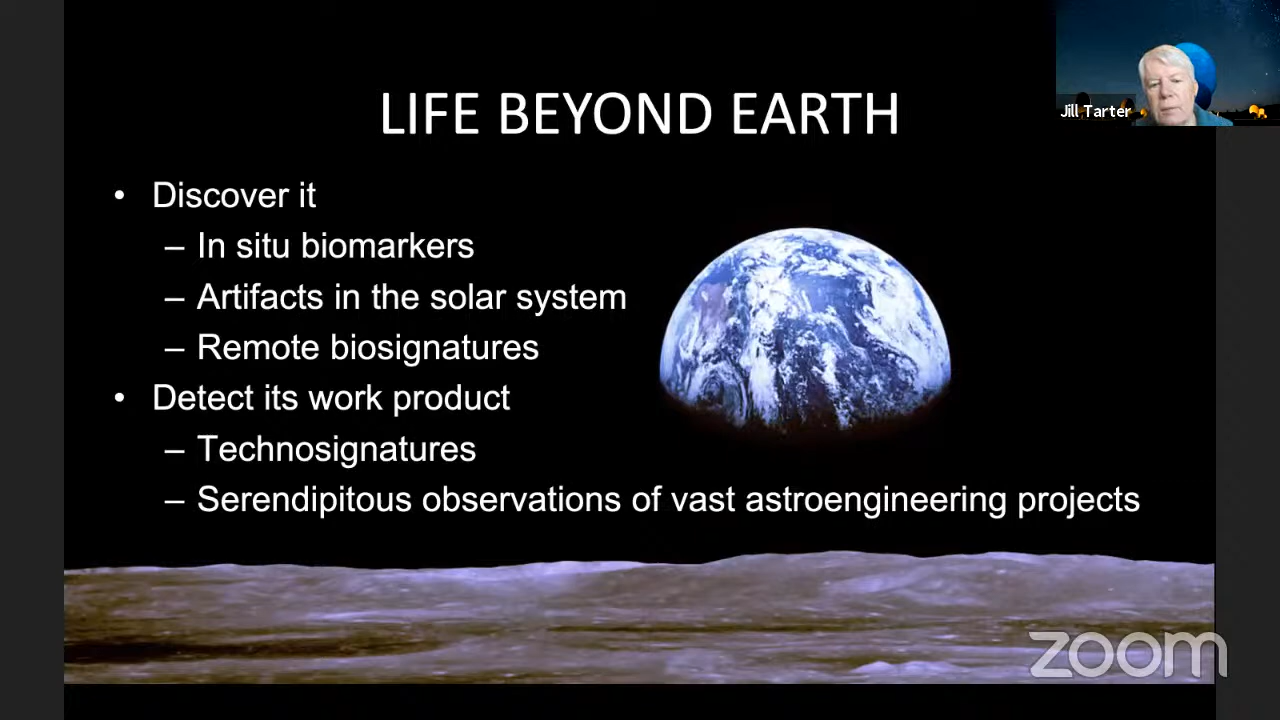 LIFE BEYOND EARTH
Jill Tarter
• Discover it
– In situ biomarkers
– Artifacts in the solar system
– Remote biosignatures
• Detect its work product
– Technosignatures
– Serendipitous observations of vast astroengineering projects
zoom